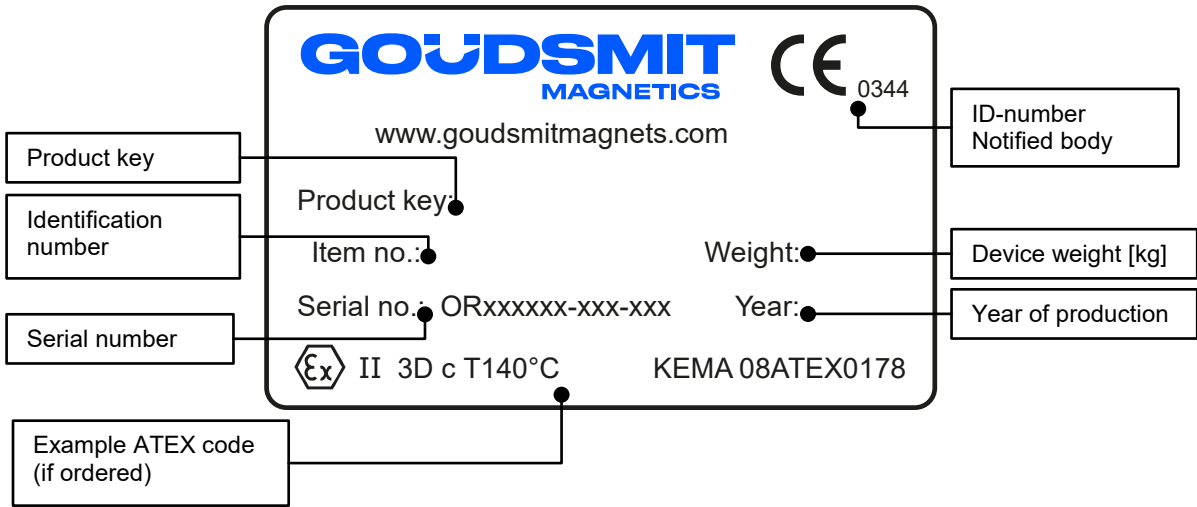 GOUDSMIT
MAGNETICS
CE 0344
www.goudsmitmagnets.com
ID-number
Notified body
Product key
Product key:
Identification
number
Item no.:
Weight:
Device weight [kg]
Serial no.: ORxxxxxx-xxx-xxx
Year:
Year of production
Serial number
Ex II 3D c T140°C
KEMA 08ATEX0178
Example ATEX code
(if ordered)